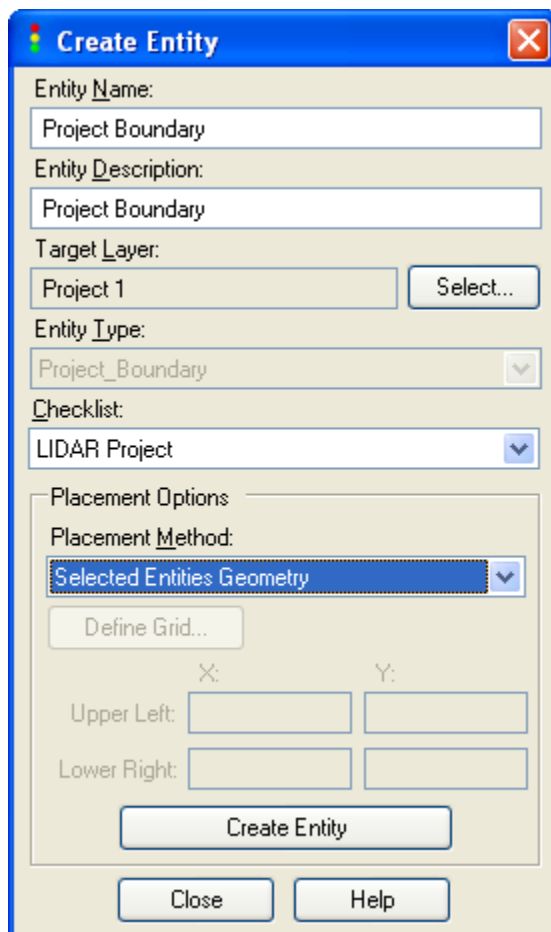 Create Entity
Entity Name:
Project Boundary
Entity Description:
Project Boundary
Target Layer:
Project 1
Select...
Entity Type:
Project_Boundary
Checklist:
LIDAR Project
Placement Options
Placement Method:
Selected Entities Geometry
Define Grid...
X: Y:
Upper Left:
Lower Right:
Create Entity
Close Help